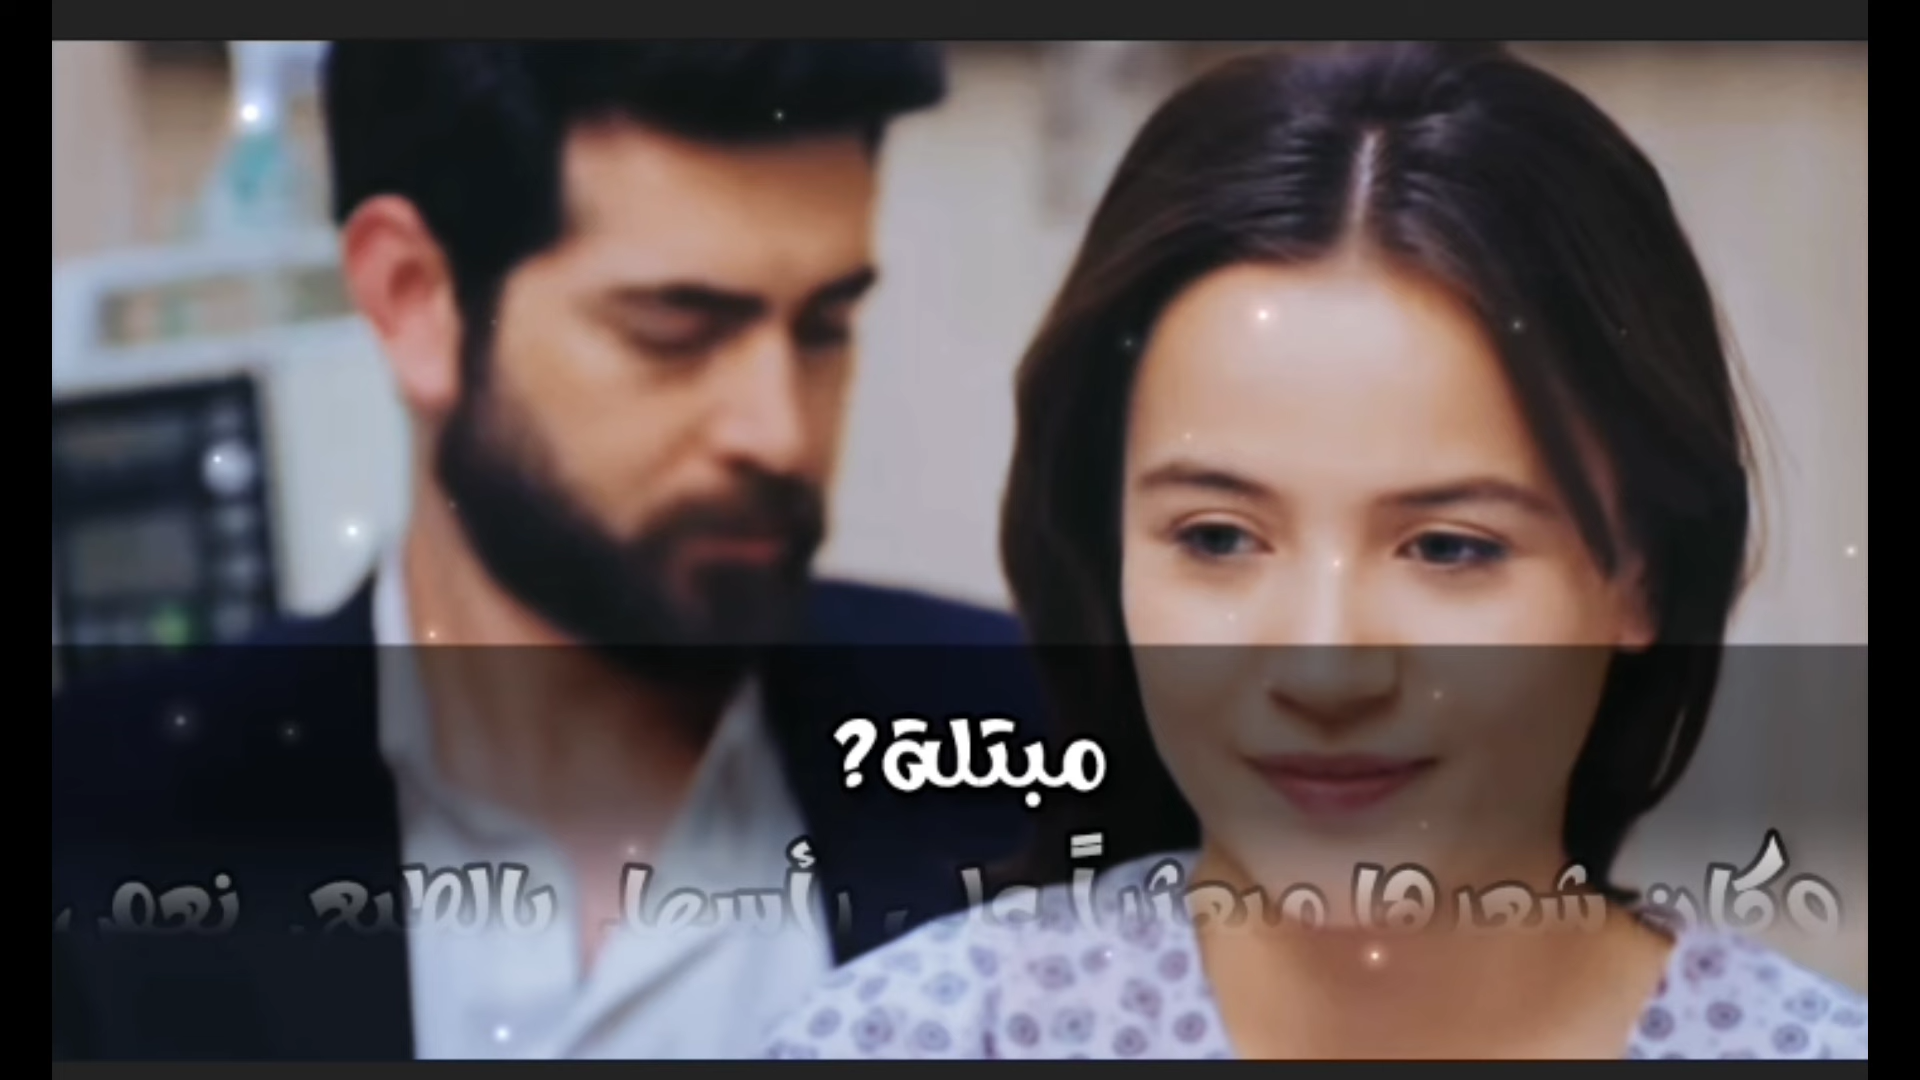 مبتلة?
وكان شعرها مبعثراً على رأسها. بالطبع. نعم